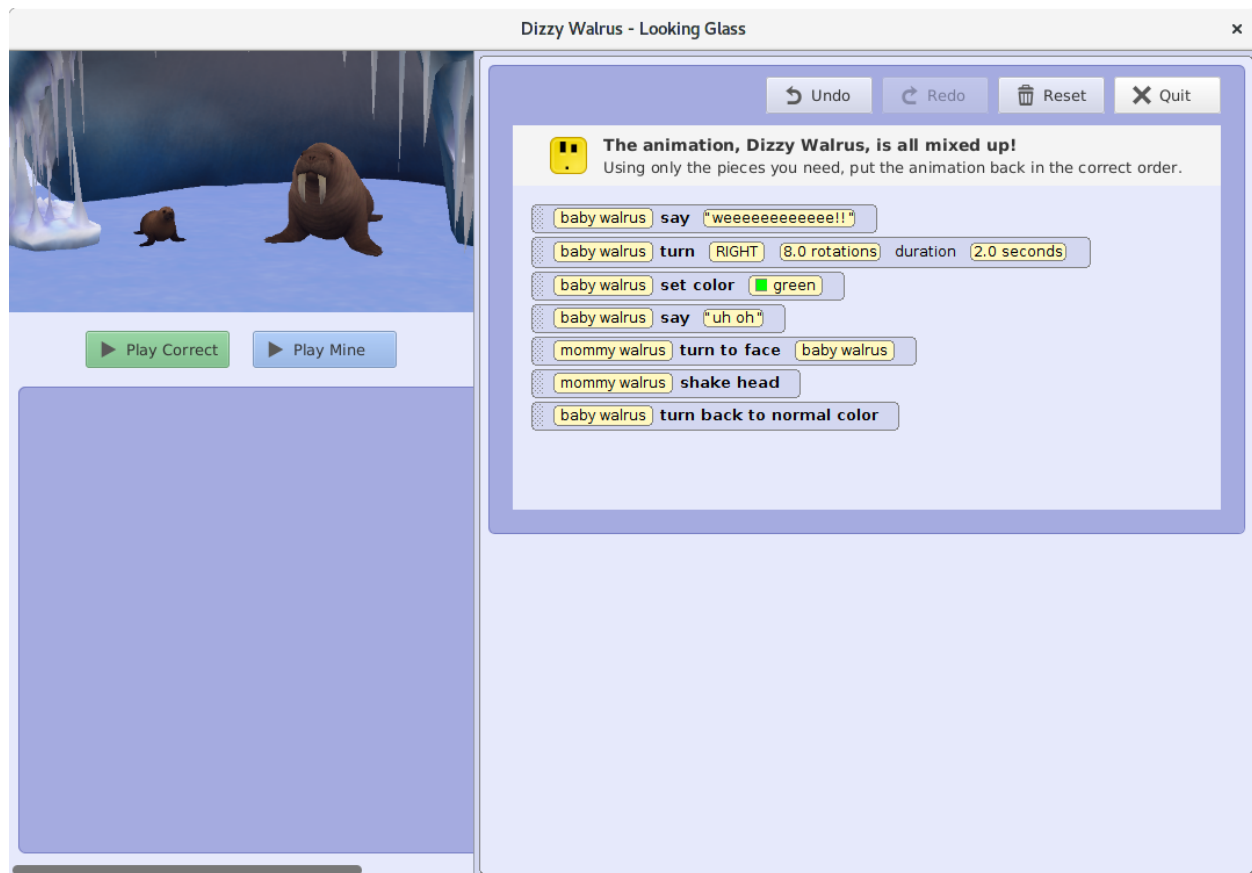 Dizzy Walrus - Looking Glass
×
Undo
Redo
Reset
Quit
The animation, Dizzy Walrus, is all mixed up!
Using only the pieces you need, put the animation back in the correct order.
baby walrus say "weeeeeeeeeeee!!"
baby walrus turn RIGHT 8.0 rotations duration 2.0 seconds
baby walrus set color green
baby walrus say "uh oh"
mommy walrus turn to face baby walrus
mommy walrus shake head
baby walrus turn back to normal color
Play Correct
Play Mine